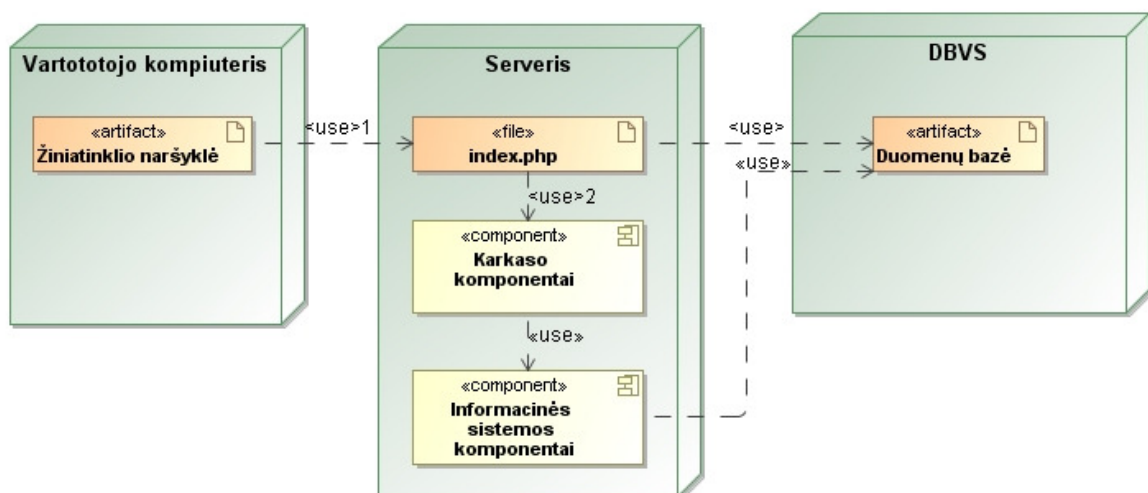 Vartototojo kompiuteris
«artifact»
Žiniatinklio naršyklė
<use>1
Serveris
«file»
index.php
<use>2
«component»
Karkaso
komponentai
«use»
«component»
Informacinės
sistemos
komponentai
<use>
«use»
DBVS
«artifact»
Duomenų bazė